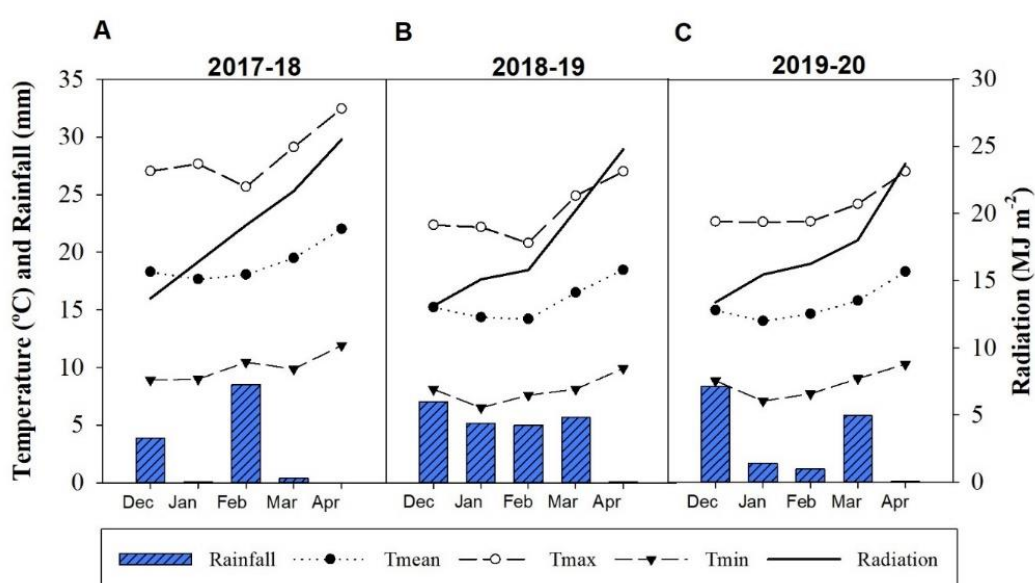 A B C
2017-18 2018-19 2019-20
Temperature (ºC) and Rainfall (mm)
35
30
25
20
15
10
5
0
30
25
20
15
10
5
0
Radiation (MJ m-2)
Dec Jan Feb Mar Apr Dec Jan Feb Mar Apr Dec Jan Feb Mar Apr
Rainfall Tmean Tmax Tmin Radiation